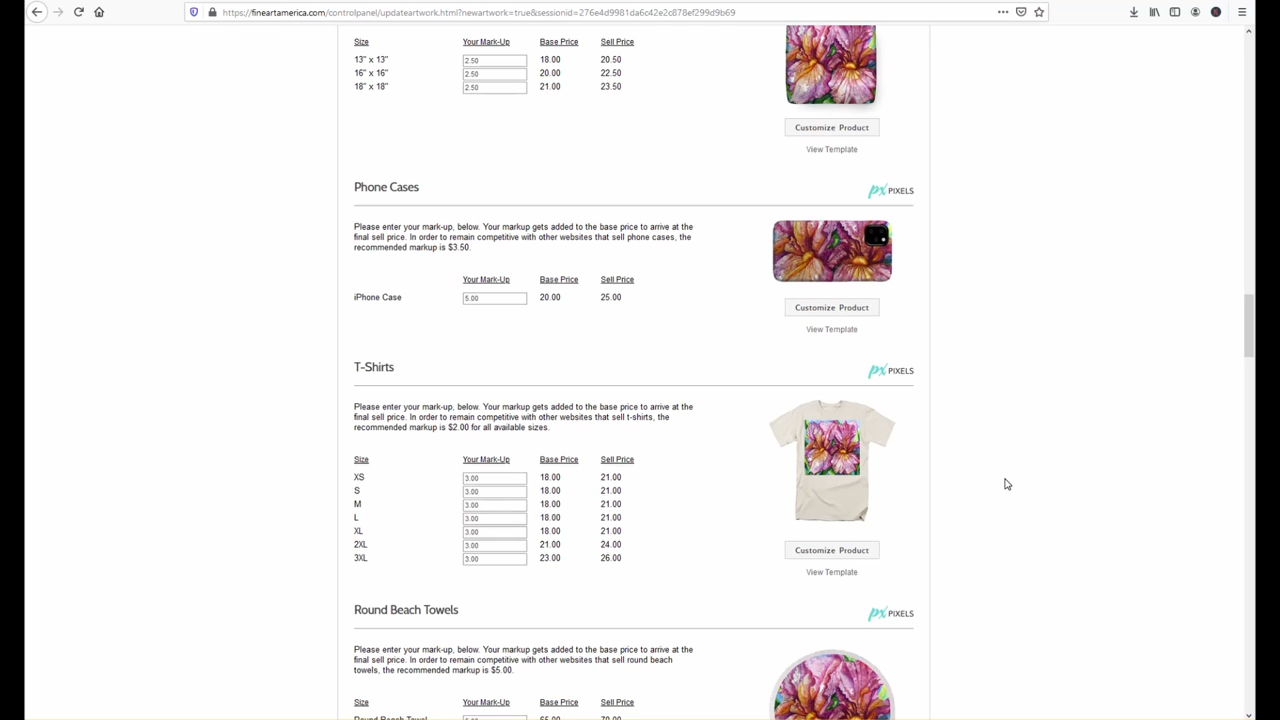 https://fineartamerica.com/controlpanel/updateartwork.html?newartwork=true&sessionid=276e4d9981da6c42e2c878ef299d9b69
Size Your Mark-Up Base Price Sell Price
13" x 13" 2.50 18.00 20.50
16" x 16" 2.50 20.00 22.50
18" x 18" 2.50 21.00 23.50
Customize Product
View Template
Phone Cases
px PIXELS
Please enter your mark-up, below. Your markup gets added to the base price to arrive at the
final sell price. In order to remain competitive with other websites that sell phone cases, the
recommended markup is $3.50.
Your Mark-Up Base Price Sell Price
iPhone Case 5.00 20.00 25.00
Customize Product
View Template
T-Shirts
px PIXELS
Please enter your mark-up, below. Your markup gets added to the base price to arrive at the
final sell price. In order to remain competitive with other websites that sell t-shirts, the
recommended markup is $2.00 for all available sizes.
Size Your Mark-Up Base Price Sell Price
XS 3.00 18.00 21.00
S 3.00 18.00 21.00
M 3.00 18.00 21.00
L 3.00 18.00 21.00
XL 3.00 18.00 21.00
2XL 3.00 21.00 24.00
3XL 3.00 23.00 26.00
Customize Product
View Template
Round Beach Towels
px PIXELS
Please enter your mark-up, below. Your markup gets added to the base price to arrive at the
final sell price. In order to remain competitive with other websites that sell round beach
towels, the recommended markup is $5.00.
Size Your Mark-Up Base Price Sell Price
Round Beach Towel 5.00 65.00 70.00